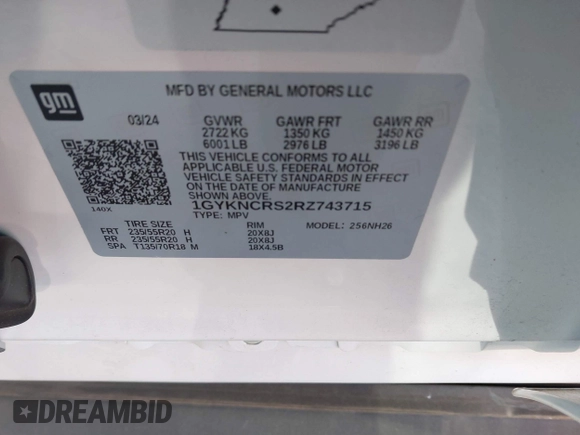 gm
MFD BY GENERAL MOTORS LLC
03/24 GVWR GAWR FRT GAWR RR
2722 KG 1350 KG 1450 KG
6001 LB 2976 LB 3196 LB
THIS VEHICLE CONFORMS TO ALL
APPLICABLE U.S. FEDERAL MOTOR
VEHICLE SAFETY STANDARDS IN EFFECT
ON THE DATE OF MANUFACTURE
SHOWN ABOVE.
1GYKNCRS2RZ743715
140X TYPE: MPV MODEL: 256NH26
TIRE SIZE RIM
FRT 235/55R20 H 20X8J
RR 235/55R20 H 20X8J
SPA T135/70R18 M 18X4.5B
DREAMBID